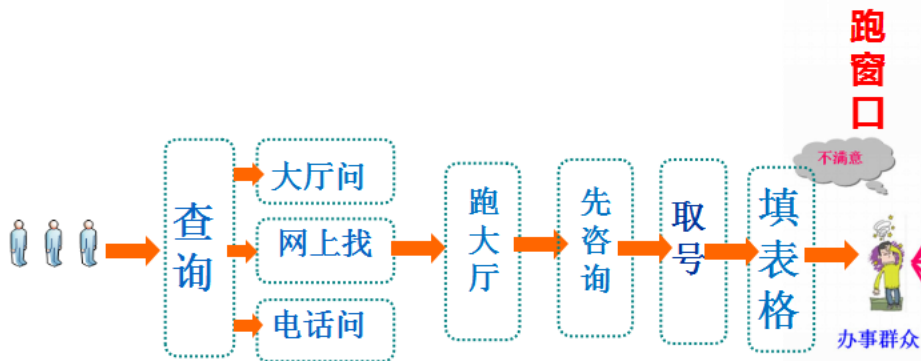 跑窗口
不满意
查询
大厅问
网上找
电话问
跑大厅
先咨询
取号
填表格
办事群众